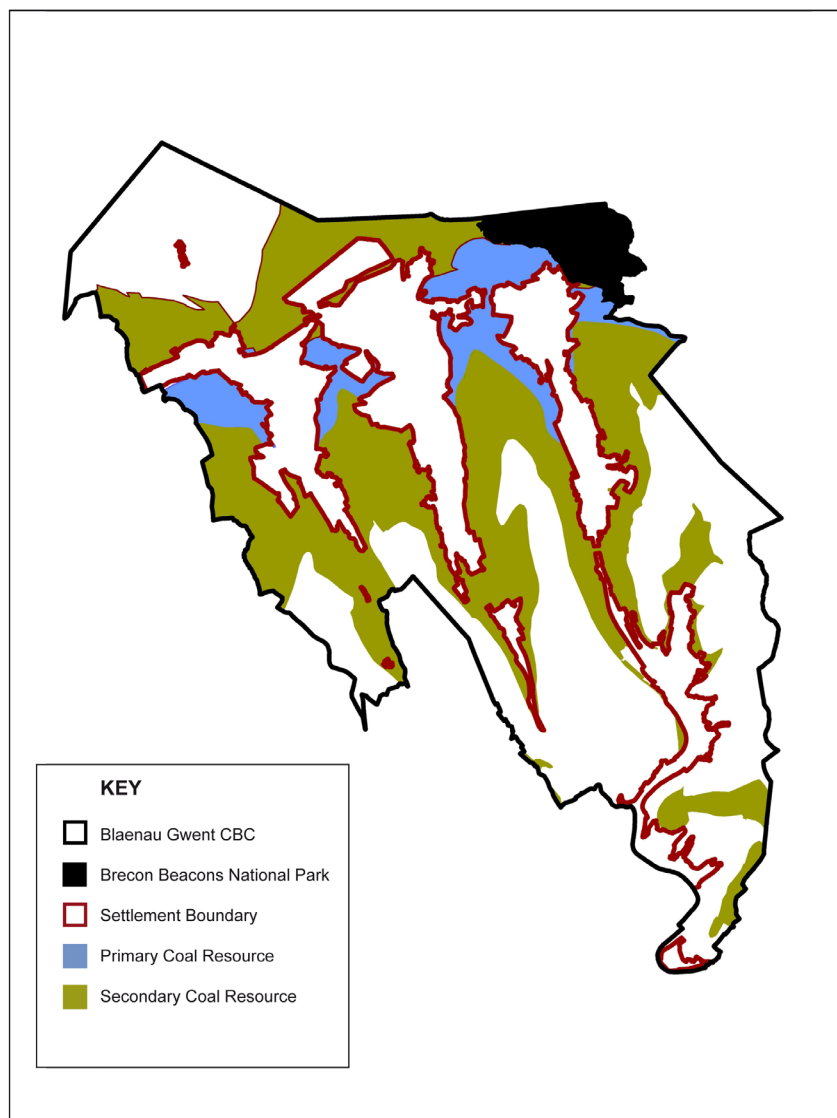 KEY
Blaenau Gwent CBC
Brecon Beacons National Park
Settlement Boundary
Primary Coal Resource
Secondary Coal Resource